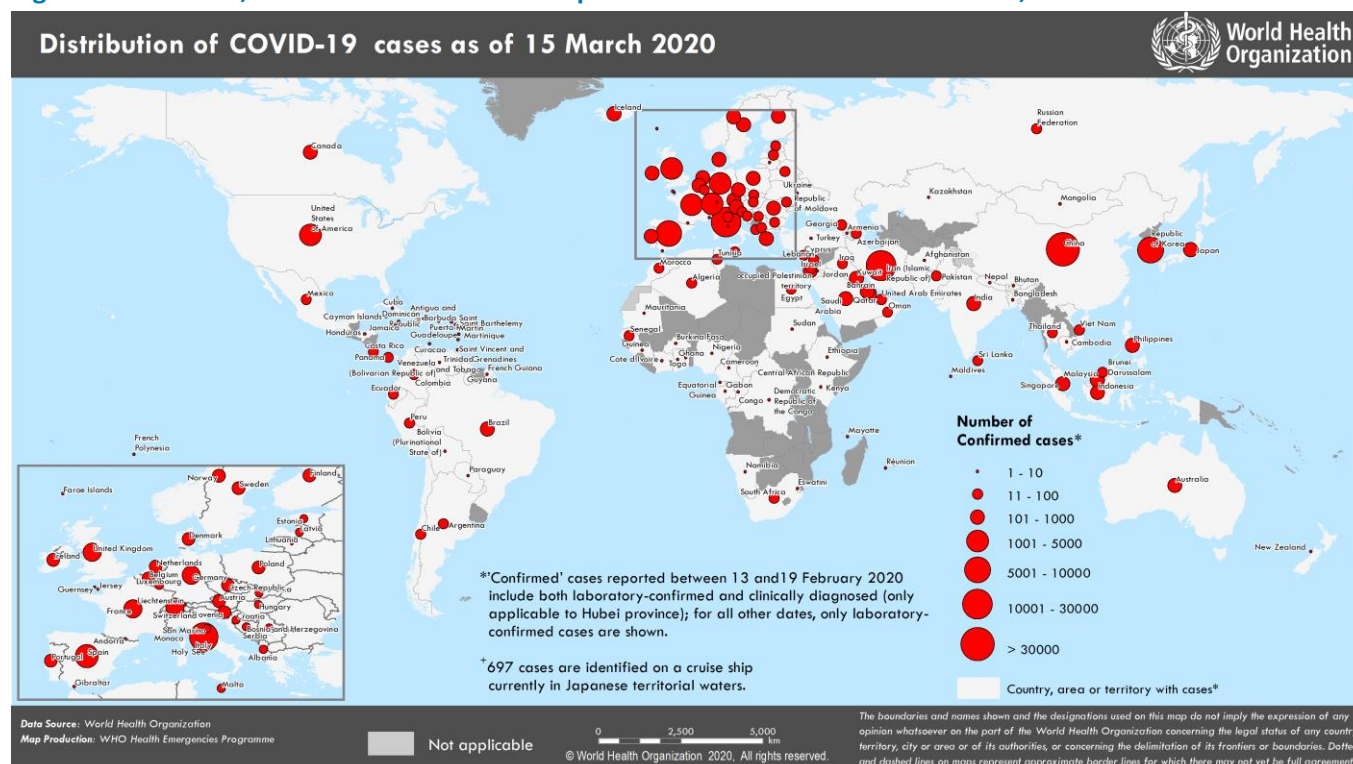 Distribution of COVID-19 cases as of 15 March 2020
World Health
Organization
Iceland
Russian
Federation
Canada
United
States
of America
Mexico
Cuba
Cayman Islands
Dominican
Republic
Antigua and
Barbuda
Saint Barthelemy
Saint
Martin
Honduras
Jamaica
Puerto
Guadeloupe
Martinique
Costa Rica
Curacao
Saint Vincent and
Grenadines
Panama
Venezuela
(Bolivarian Republic of)
Trinidad
and Tobago
French Guiana
Guyana
Colombia
Ecuador
Peru
Brazil
Bolivia
(Plurinational
State of)
Paraguay
Chile
Argentina
French
Polynesia
Ukraine
Republic
of Moldova
Kazakhstan
Mongolia
Georgia
Armenia
Turkey
Azerbaijan
Cyprus
Lebanon
Israel
Iraq
Jordan
Kuwait
Iran (Islamic
Republic of)
Afghanistan
Pakistan
Nepal
Bhutan
Bangladesh
India
China
Republic
of Korea
Japan
Tunisia
Morocco
Algeria
occupied Palestinian
territory
Egypt
Bahrain
Saudi
Arabia
Qatar
United Arab Emirates
Oman
Mauritania
Senegal
Guinea
Burkina Faso
Cote d'Ivoire
Ghana
Togo
Nigeria
Cameroon
Sudan
Ethiopia
Central African Republic
Equatorial
Guinea
Gabon
Congo
Democratic
Republic of
the Congo
Kenya
Mayotte
Réunion
Namibia
Eswatini
South Africa
Sri Lanka
Maldives
Thailand
Viet Nam
Cambodia
Philippines
Malaysia
Brunei
Darussalam
Singapore
Indonesia
Australia
New Zealand
Faroe Islands
Norway
Sweden
Finland
Estonia
Latvia
Lithuania
Denmark
Ireland
United Kingdom
Netherlands
Belgium
Luxembourg
Germany
Poland
Guernsey
Jersey
Czech Republic
Austria
Liechtenstein
France
Switzerland
Hungary
Croatia
San Marino
Monaco
Bosnia and Herzegovina
Serbia
Italy
Holy See
Andorra
Albania
Portugal
Spain
Gibraltar
Malta
*'Confirmed' cases reported between 13 and19 February 2020
include both laboratory-confirmed and clinically diagnosed (only
applicable to Hubei province); for all other dates, only laboratory-
confirmed cases are shown.
+697 cases are identified on a cruise ship
currently in Japanese territorial waters.
Number of
Confirmed cases*
1 - 10
11 - 100
101 - 1000
1001 - 5000
5001 - 10000
10001 - 30000
> 30000
Country, area or territory with cases*
Data Source: World Health Organization
Map Production: WHO Health Emergencies Programme
Not applicable
0 2,500 5,000
km
© World Health Organization 2020, All rights reserved.
The boundaries and names shown and the designations used on this map do not imply the expression of any
opinion whatsoever on the part of the World Health Organization concerning the legal status of any
territory, city or area or of its authorities, or concerning the delimitation of its frontiers or boundaries.
and dashed lines on maps represent approximate border lines for which there may not yet be full agreement